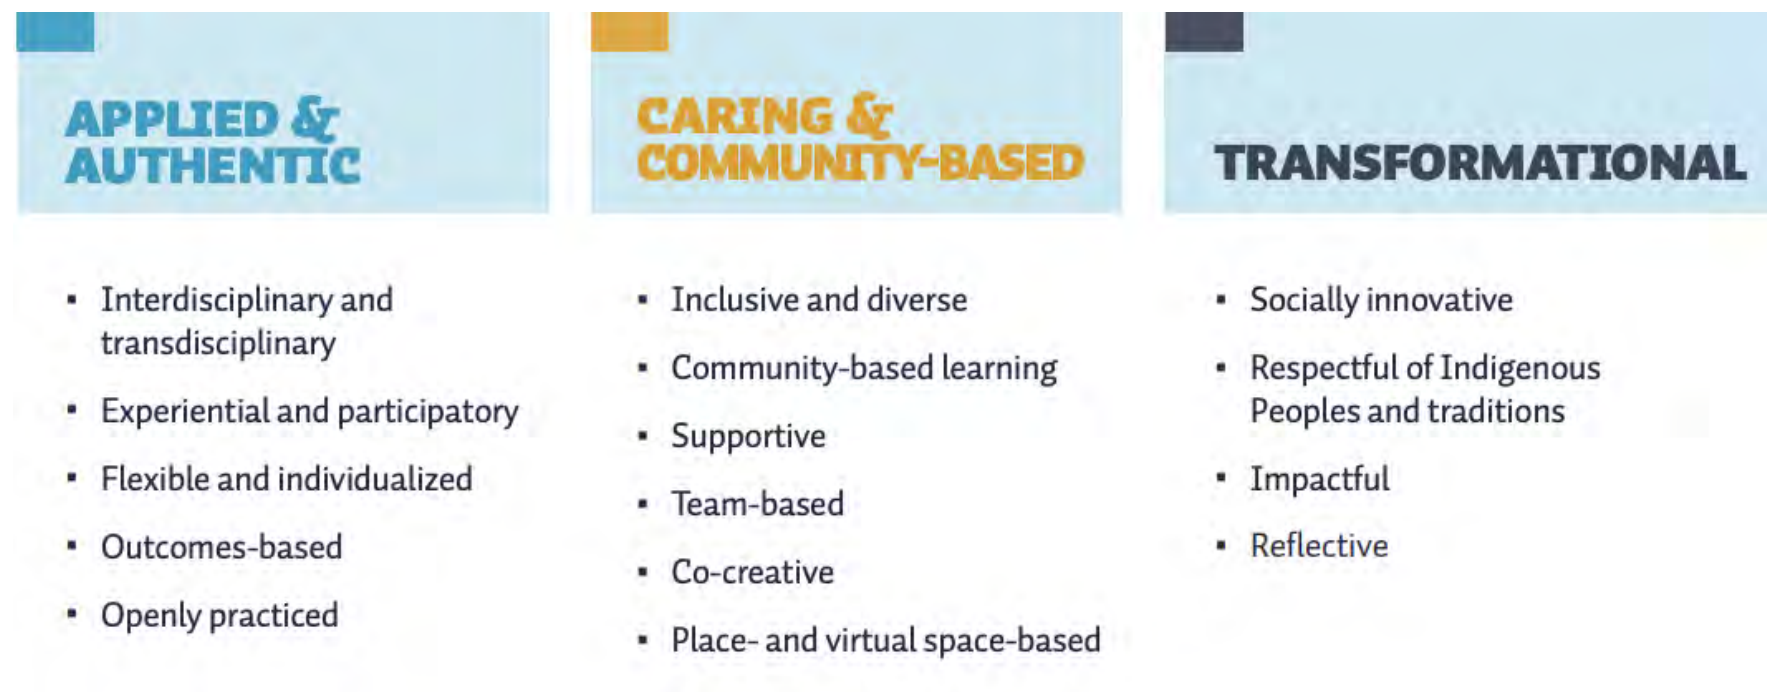 APPLIED &
AUTHENTIC
▪ Interdisciplinary and
transdisciplinary
▪ Experiential and participatory
▪ Flexible and individualized
▪ Outcomes-based
▪ Openly practiced
CARING &
COMMUNITY-BASED
▪ Inclusive and diverse
▪ Community-based learning
▪ Supportive
▪ Team-based
▪ Co-creative
▪ Place- and virtual space-based
TRANSFORMATIONAL
▪ Socially innovative
▪ Respectful of Indigenous
Peoples and traditions
▪ Impactful
▪ Reflective